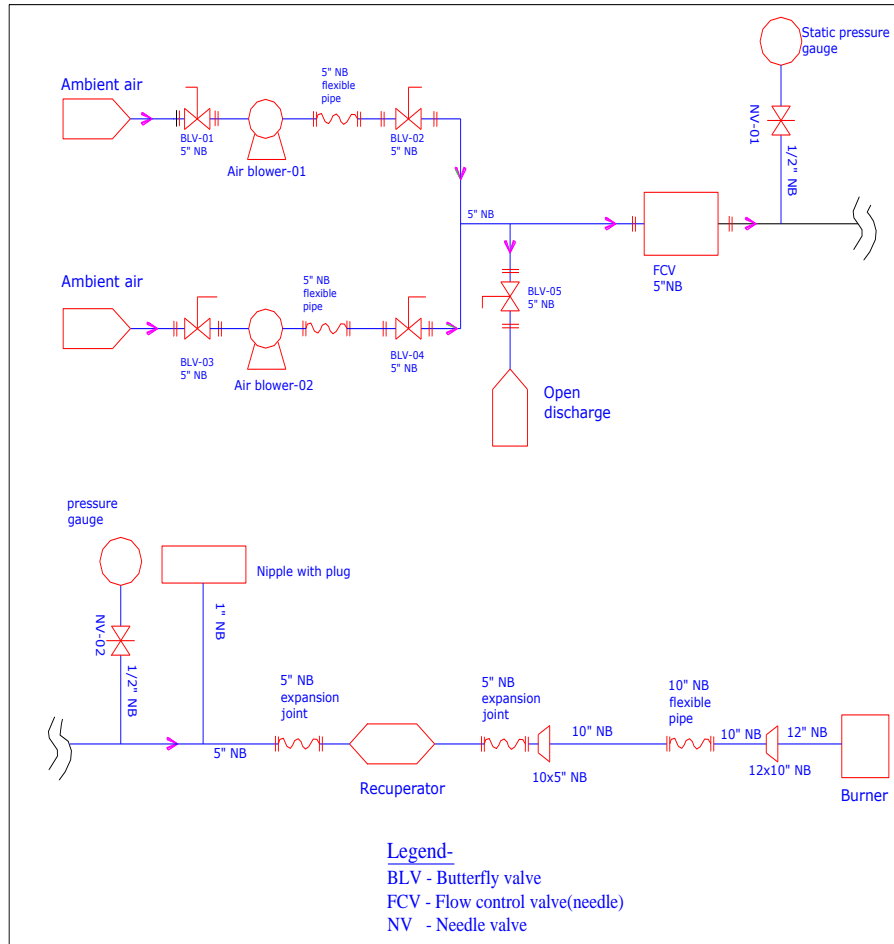 Static pressure
gauge
NV-01
1/2" NB
Ambient air
BLV-01
5" NB
Air blower-01
5" NB
flexible
pipe
BLV-02
5" NB
5" NB
FCV
5"NB
Ambient air
BLV-03
5" NB
Air blower-02
5" NB
flexible
pipe
BLV-04
5" NB
BLV-05
5" NB
Open
discharge
pressure
gauge
NV-02
1/2" NB
Nipple with plug
1" NB
5" NB
5" NB
expansion
joint
Recuperator
5" NB
expansion
joint
10x5" NB
10" NB
10" NB
flexible
pipe
10" NB
12x10" NB
12" NB
Burner
Legend-
BLV - Butterfly valve
FCV - Flow control valve(needle)
NV - Needle valve